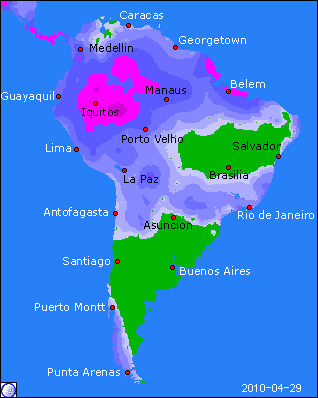 Caracas
Georgetown
Medellin
Guayaquil
Manaus
Belem
Iquitos
Porto Velho
Lima
Salvador
La Paz
Brasilia
Antofagasta
Rio de Janeiro
Asuncion
Santiago
Buenos Aires
Puerto Montt
Punta Arenas
2010-04-29